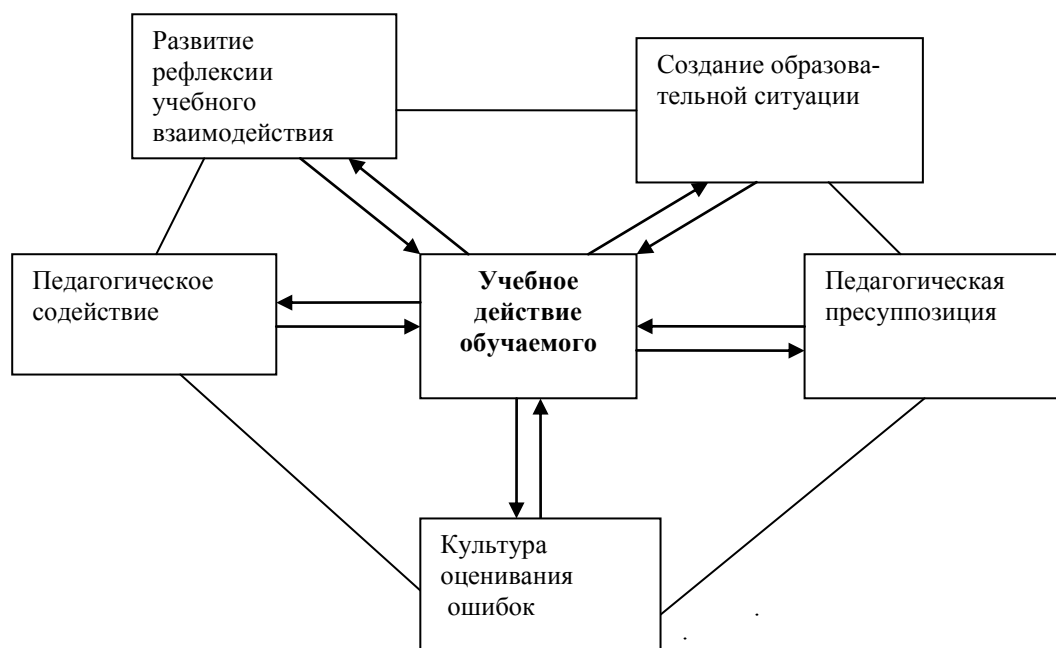 Развитие
рефлексии
учебного
взаимодействия
Создание образова-
тельной ситуации
Педагогическое
содействие
Учебное
действие
обучаемого
Педагогическая
пресуппозиция
Культура
оценивания
ошибок